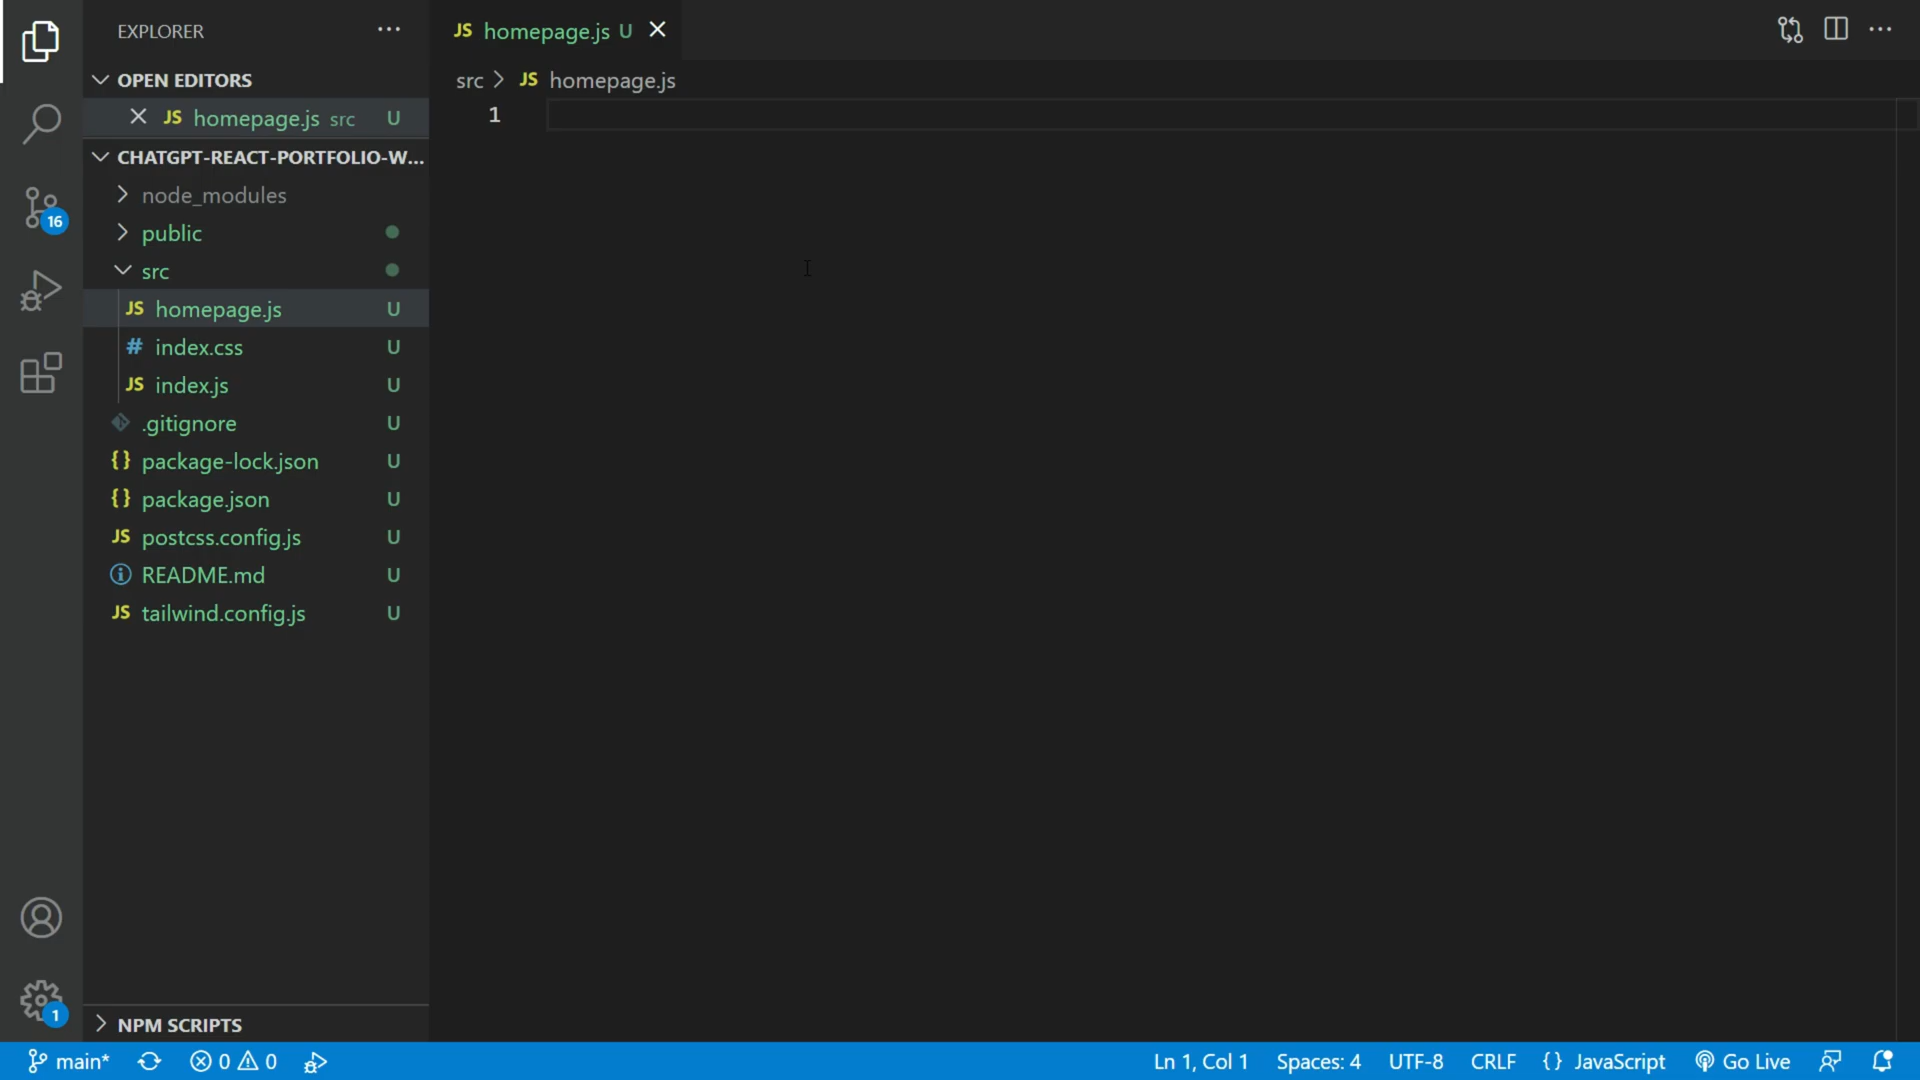 EXPLORER
OPEN EDITORS
JS homepage.js src U
CHATGPT-REACT-PORTFOLIO-W...
node_modules
public
src
JS homepage.js U
# index.css U
JS index.js U
.gitignore U
{} package-lock.json U
{} package.json U
JS postcss.config.js U
README.md U
JS tailwind.config.js U
NPM SCRIPTS
16
1
JS homepage.js U
src > JS homepage.js
1
main* 0 0
Ln 1, Col 1 Spaces: 4 UTF-8 CRLF {} JavaScript Go Live